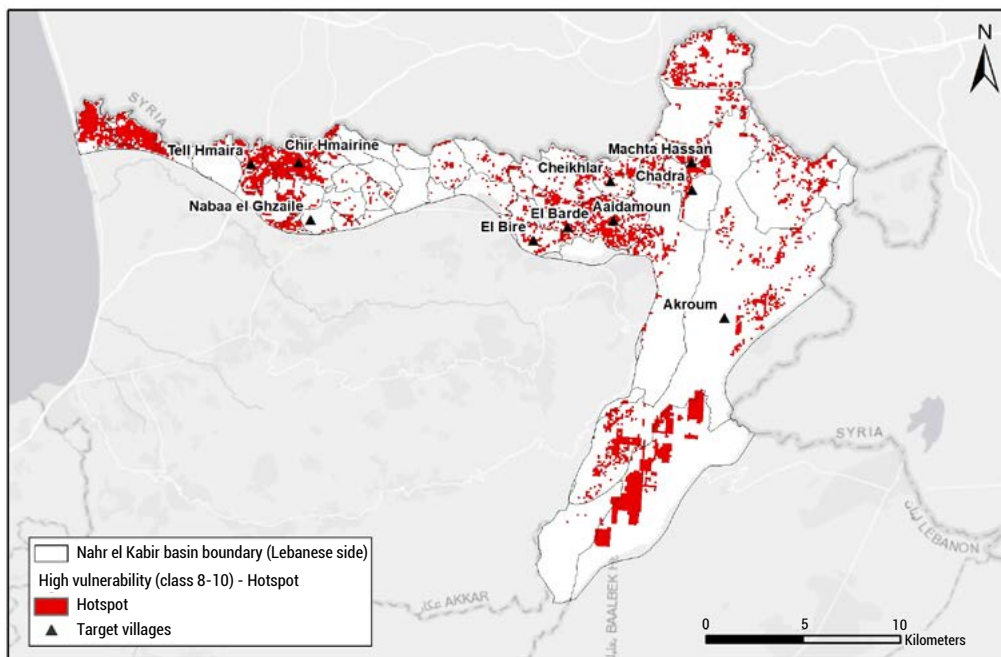 N
SYRIA
Tell Hmaira
Chir Hmairine
Machta Hassan
Cheikhlar
Chadra
Nabaa el Ghzaile
El Barde
Aaidamoun
El Bire
Akroum
SYRIA
لبنان LEBANON
عكار AKKAR
BAALBEK H.
Nahr el Kabir basin boundary (Lebanese side)
High vulnerability (class 8-10) - Hotspot
Hotspot
Target villages
0 5 10
Kilometers